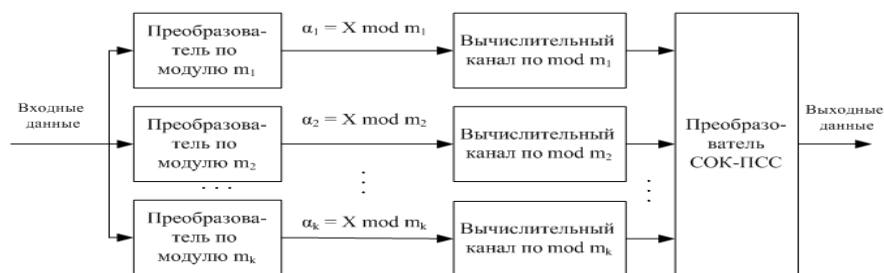 Входные
данные
Преобразова-
тель по
модулю m₁
α₁ = X mod m₁
Вычислительный
канал по mod m₁
Преобразова-
тель по
модулю m₂
α₂ = X mod m₂
Вычислительный
канал по mod m₂
. . .
Преобразова-
тель по
модулю mₖ
αₖ = X mod mₖ
Вычислительный
канал по mod mₖ
Преобразо-
ватель
СОК-ПСС
Выходные
данные